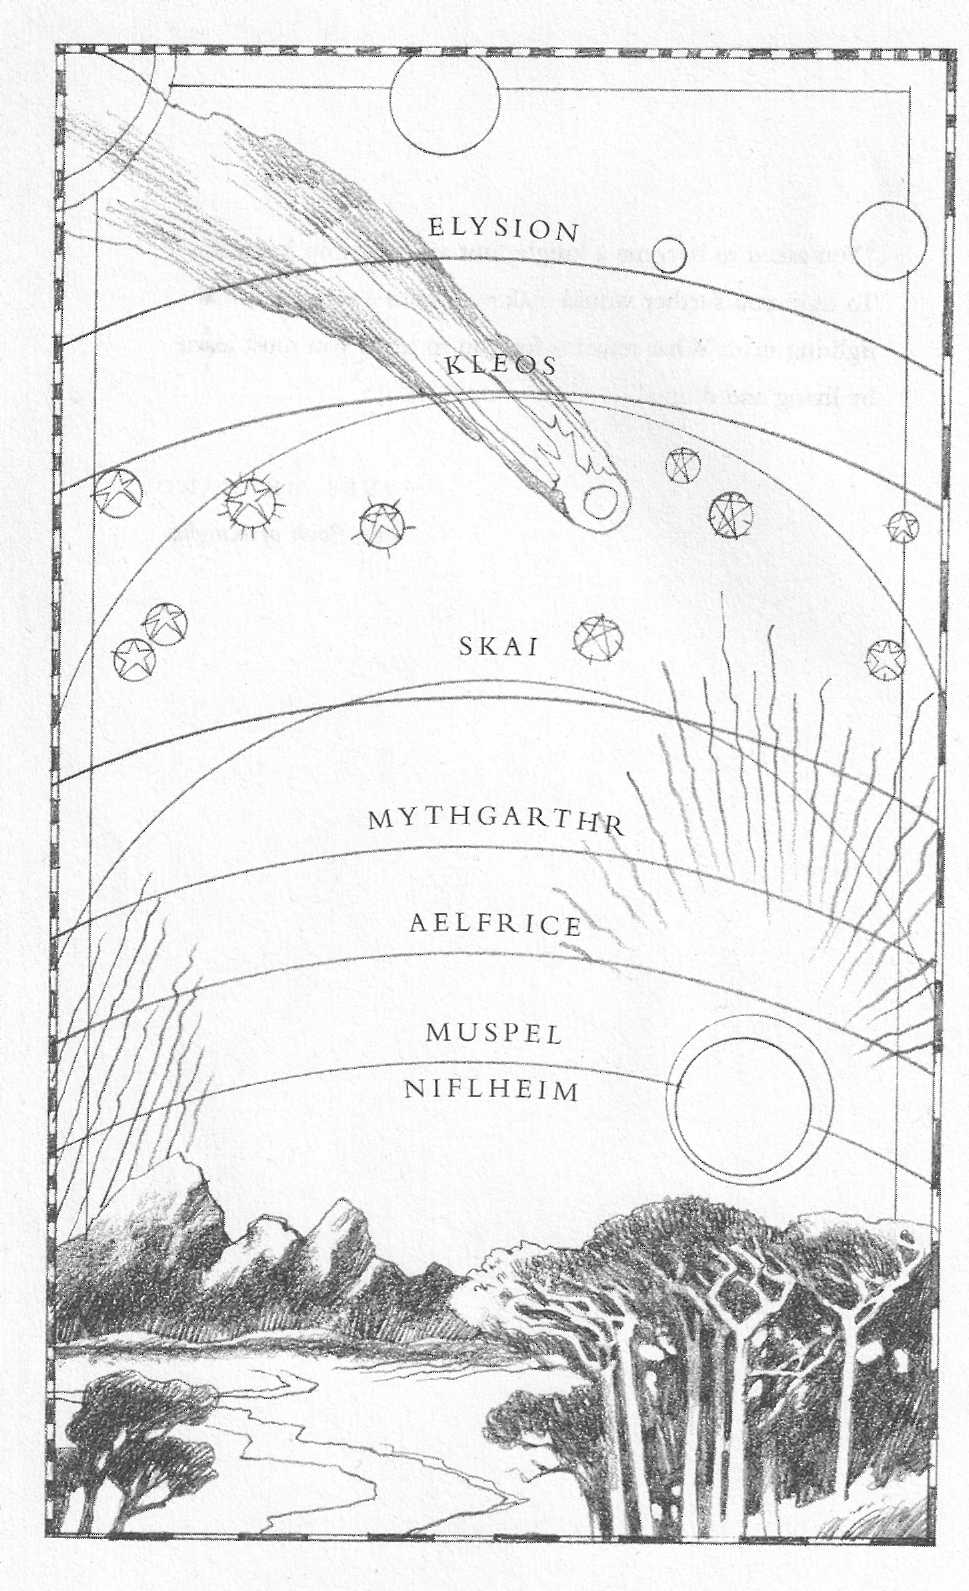 ELYSION
KLEOS
SKAI
MYTHGARTHR
AELFRICE
MUSPEL
NIFLHEIM